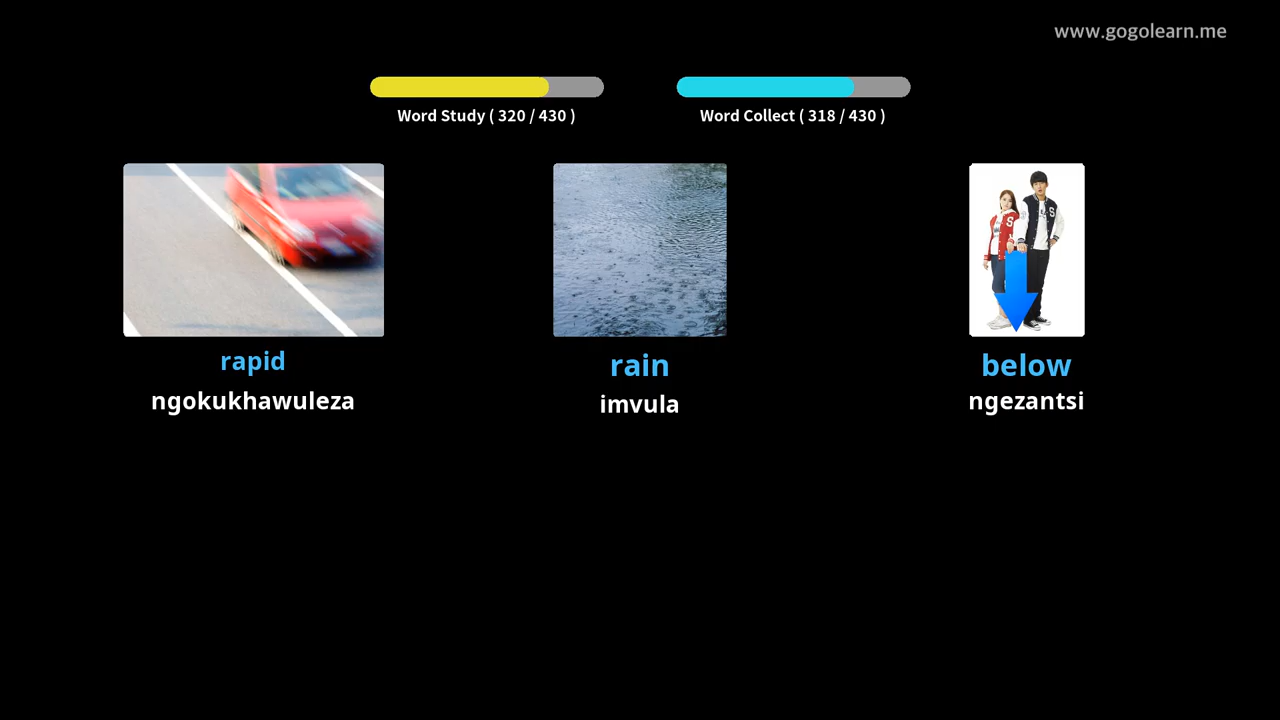 www.gogolearn.me
Word Study ( 320 / 430 )
Word Collect ( 318 / 430 )
S
S
rapid
rain
below
ngokukhawuleza
imvula
ngezantsi